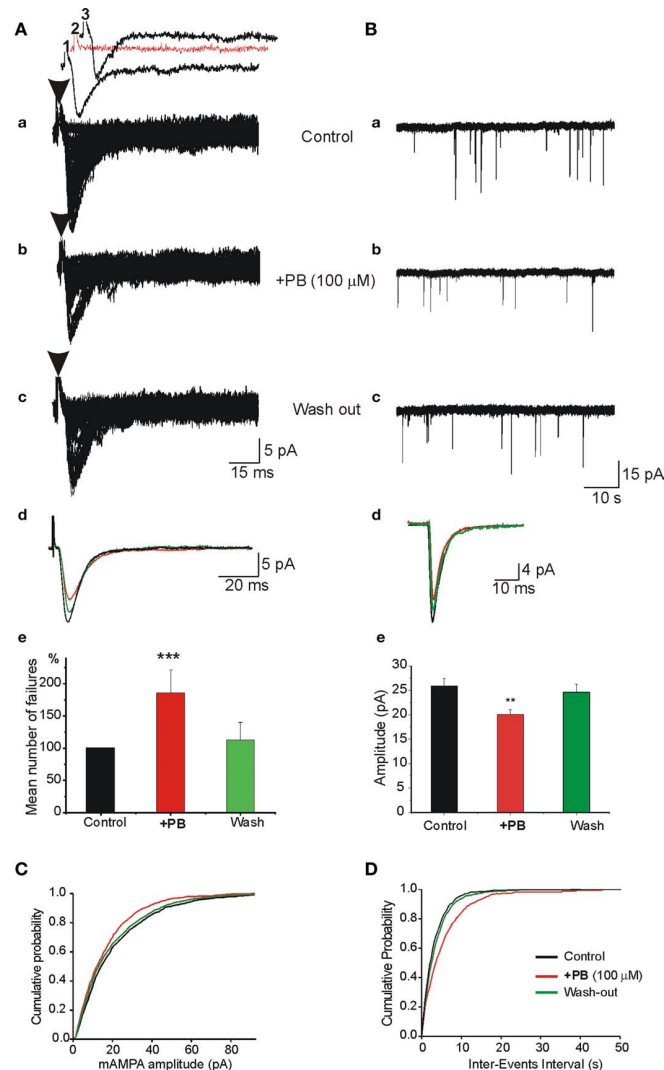 A
1 2 3
a
b
c
5 pA
15 ms
d
5 pA
20 ms
e
%
***
Mean number of failures
200
150
100
50
0
Control
+PB
Wash
Control
+PB (100 µM)
Wash out
B
a
b
c
15 pA
10 s
d
4 pA
10 ms
e
**
Amplitude (pA)
30
25
20
15
10
5
0
Control
+PB
Wash
C
Cumulative probability
1.0
0.8
0.6
0.4
0.2
0.0
0
20
40
60
80
mAMPA amplitude (pA)
D
Cumulative Probability
1.0
0.8
0.6
0.4
0.2
0.0
Control
+PB (100 µM)
Wash-out
0
10
20
30
40
50
Inter-Events Interval (s)